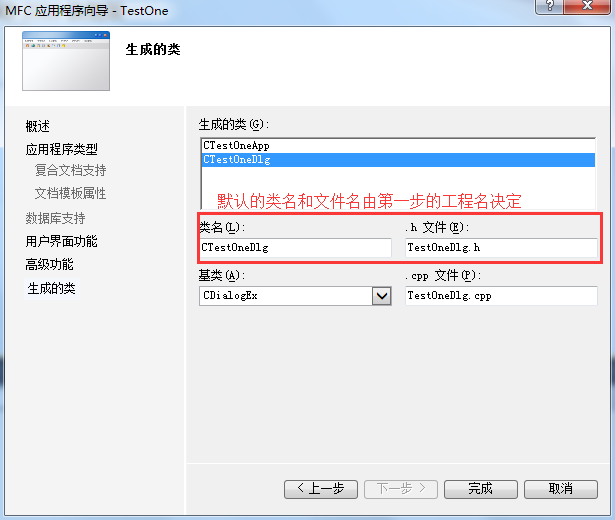 MFC 应用程序向导 - TestOne
?
生成的类
概述
应用程序类型
复合文档支持
文档模板属性
数据库支持
用户界面功能
高级功能
生成的类
生成的类(G):
CTestOneApp
CTestOneDlg
默认的类名和文件名由第一步的工程名决定
类名(L):
.h 文件(E):
CTestOneDlg
TestOneDlg.h
基类(A):
.cpp 文件(P):
CDialogEx
TestOneDlg.cpp
< 上一步
下一步 >
完成
取消